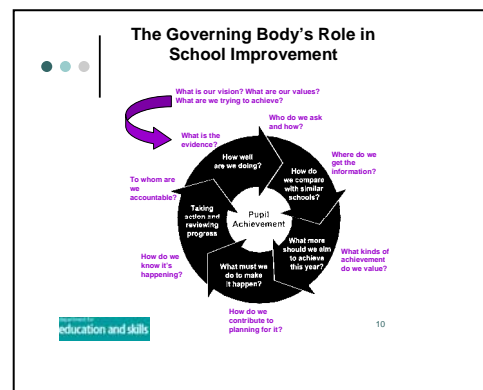 The Governing Body's Role in
School Improvement
What is our vision? What are our values?
What are we trying to achieve?
Who do we ask
and how?
What is the
evidence?
How well
are we doing?
Where do we
get the
information?
How do
we compare
with similar
schools?
To whom are
we
accountable?
Taking
action and
reviewing
progress
Pupil
Achievement
What more
should we aim
to achieve
this year?
What kinds of
achievement
do we value?
How do we
know it's
happening?
What must we
do to make
it happen?
How do we
contribute to
planning for it?
department for
education and skills
10